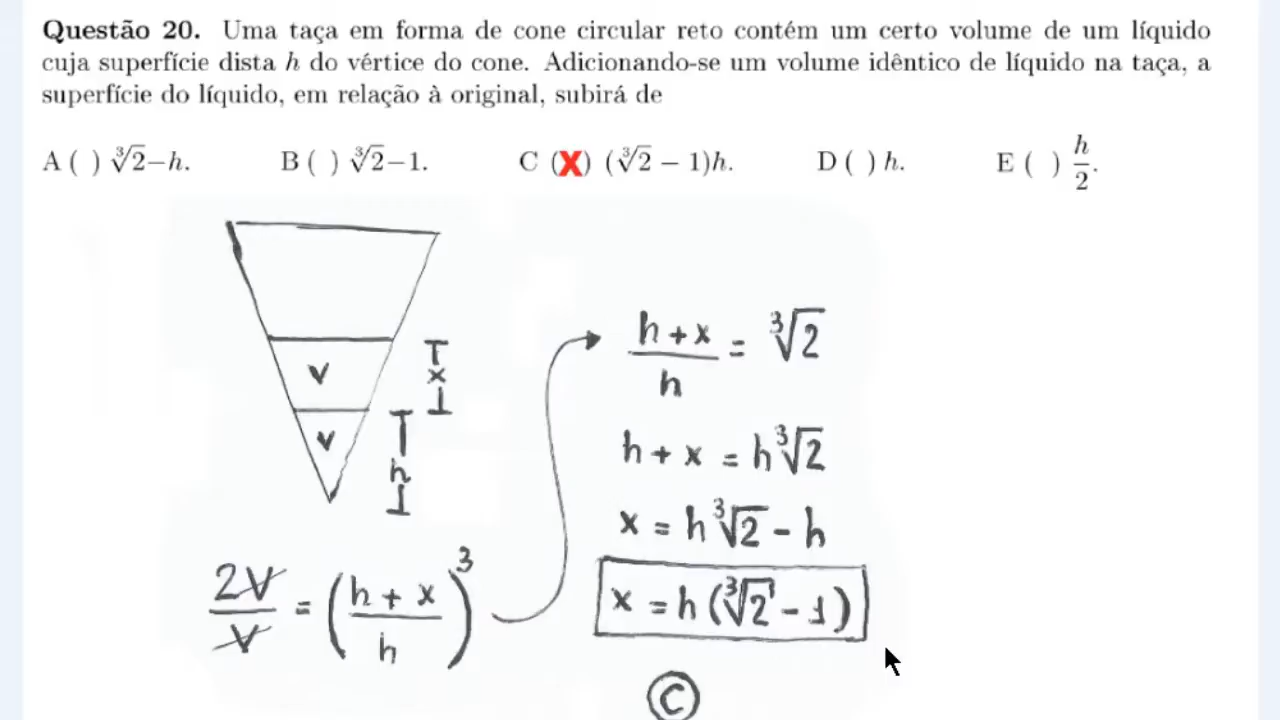 Questão 20. Uma taça em forma de cone circular reto contém um certo volume de um líquido
cuja superfície dista h do vértice do cone. Adicionando-se um volume idêntico de líquido na taça, a
superfície do líquido, em relação à original, subirá de
A ( ) ∛2−h. B ( ) ∛2−1. C (X) (∛2 − 1)h. D ( ) h. E ( ) h/2.
V
x
V
h
2V/V = ((h + x)/h)³
(h + x)/h = ∛2
h + x = h∛2
x = h∛2 − h
x = h(∛2 − 1)
C